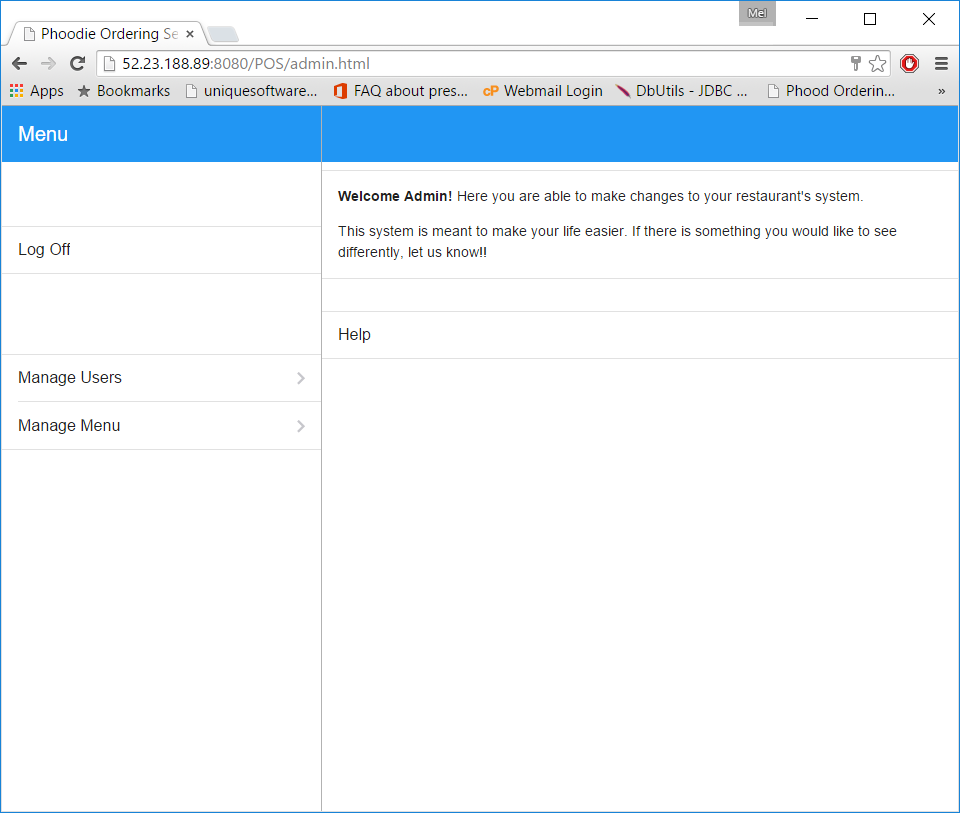 Mel
Phoodie Ordering Se
52.23.188.89:8080/POS/admin.html
Apps Bookmarks uniquesoftware... FAQ about pres... cP Webmail Login DbUtils - JDBC ... Phood Orderin... »
Menu
Welcome Admin! Here you are able to make changes to your restaurant's system.
This system is meant to make your life easier. If there is something you would like to see
differently, let us know!!
Log Off
Help
Manage Users
Manage Menu